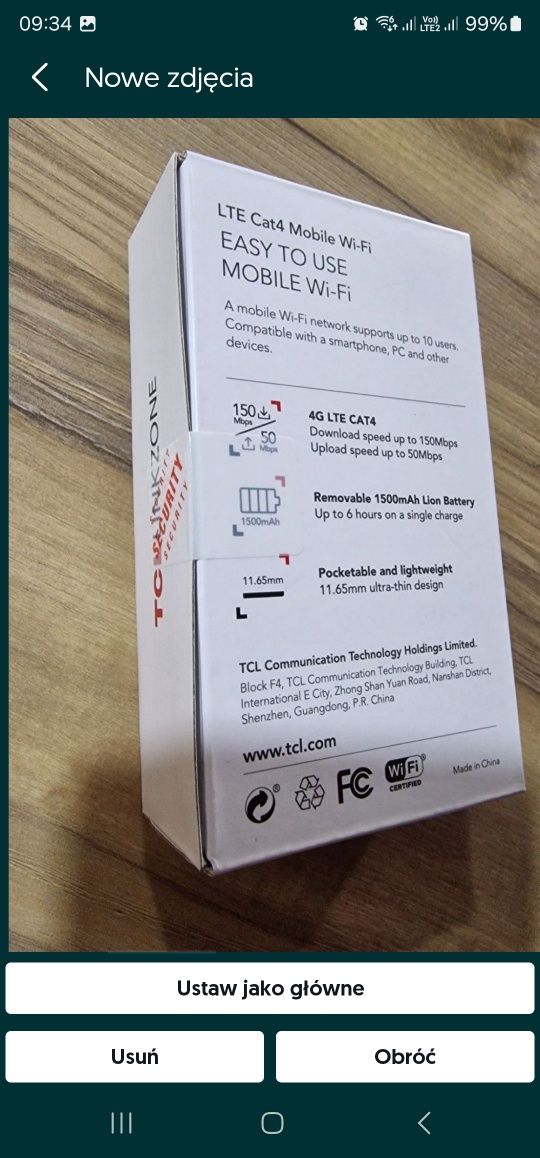 09:34
Vo)) LTE2 99%
Nowe zdjęcia
LTE Cat4 Mobile Wi-Fi
EASY TO USE
MOBILE Wi-Fi
A mobile Wi-Fi network supports up to 10 users.
Compatible with a smartphone, PC and other
devices.
150
Mbps
50
Mbps
4G LTE CAT4
Download speed up to 150Mbps
Upload speed up to 50Mbps
1500mAh
Removable 1500mAh Lion Battery
Up to 6 hours on a single charge
11.65mm
Pocketable and lightweight
11.65mm ultra-thin design
TCL Communication Technology Holdings Limited.
Block F4, TCL Communication Technology Building, TCL
International E City, Zhong Shan Yuan Road, Nanshan District,
Shenzhen, Guangdong, P.R. China
www.tcl.com
FC
Wi Fi®
CERTIFIED
Made in China
SECURITY
SECURITY
Ustaw jako główne
Usuń
Obróć